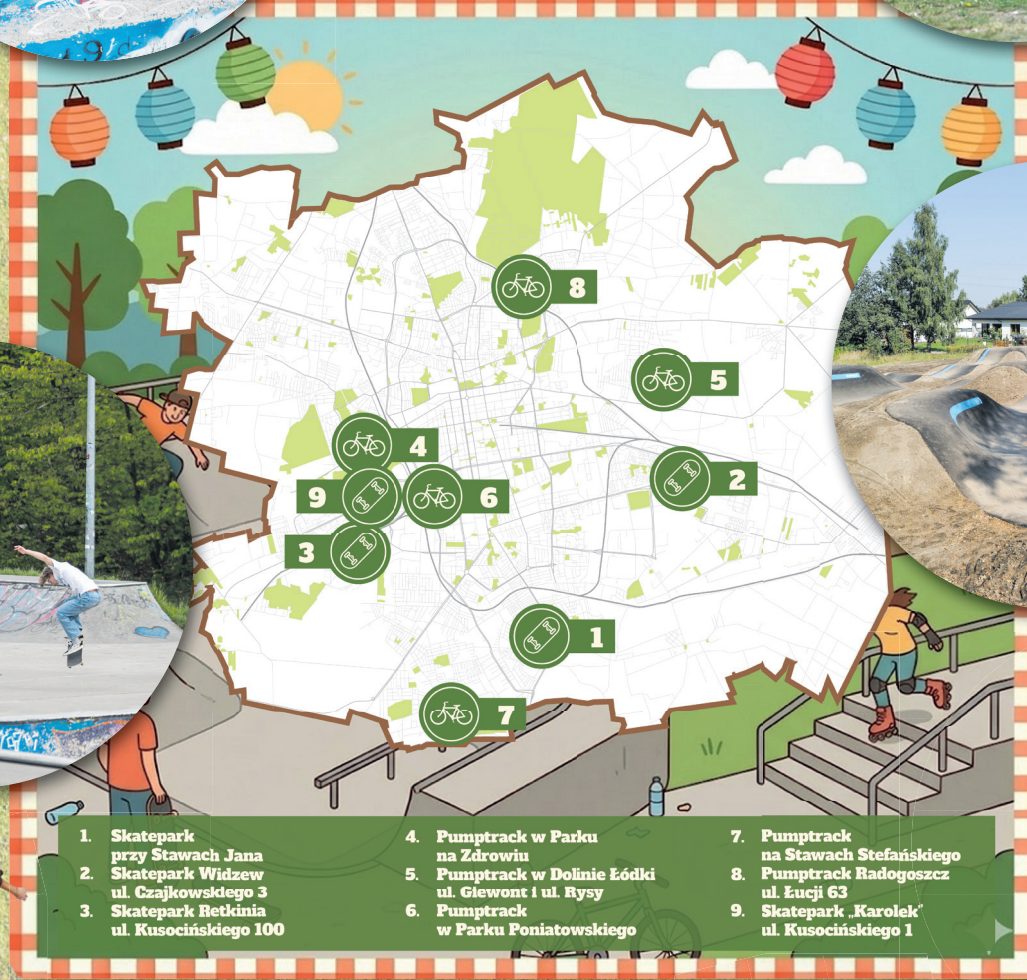 8
5
4
2
9
6
3
1
7
1. Skatepark
przy Stawach Jana
2. Skatepark Widzew
ul. Czajkowskiego 3
3. Skatepark Retkinia
ul. Kusocińskiego 100
4. Pumptrack w Parku
na Zdrowiu
5. Pumptrack w Dolinie Łódki
ul. Giewont i ul. Rysy
6. Pumptrack
w Parku Poniatowskiego
7. Pumptrack
na Stawach Stefańskiego
8. Pumptrack Radogoszcz
ul. Łucji 63
9. Skatepark „Karolek”
ul. Kusocińskiego 1